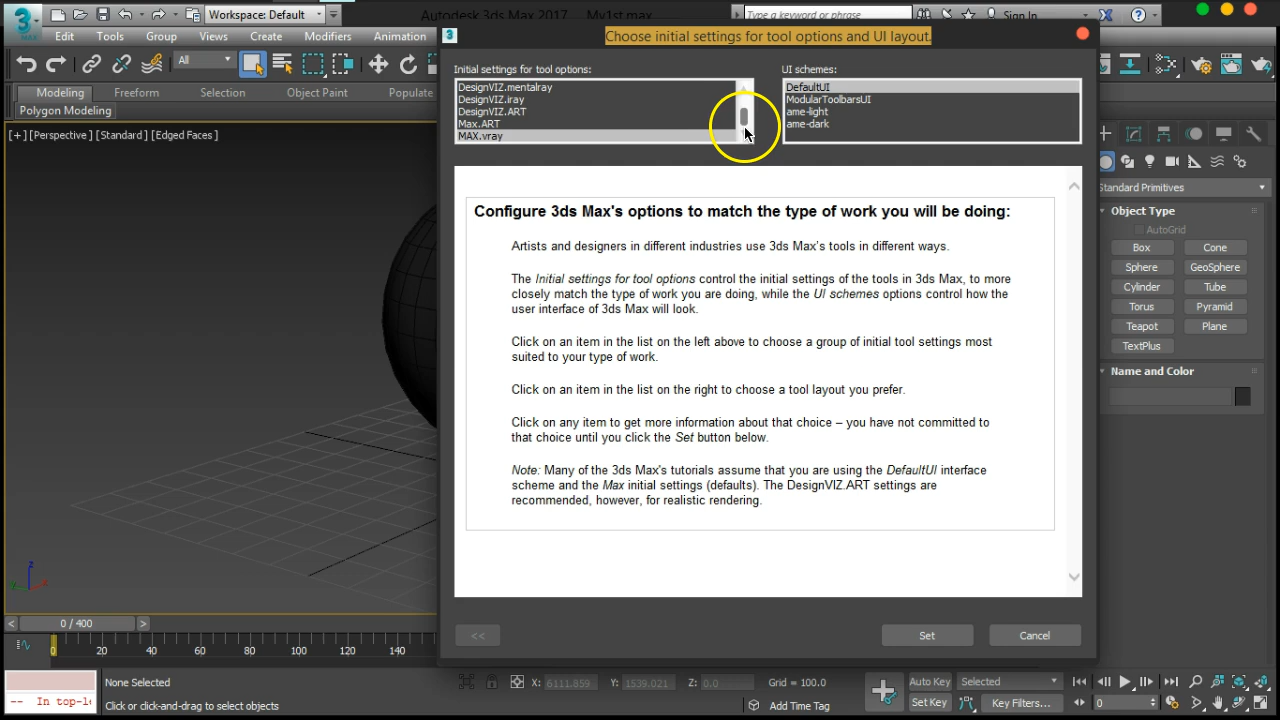 3
MAX
Workspace: Default
Autodesk 3ds Max 2017 My1st.max
Type a keyword or phrase
Sign In
Edit Tools Group Views Create Modifiers Animation
3
Choose initial settings for tool options and UI layout.
All
Modeling Freeform Selection Object Paint Populate
Polygon Modeling
[+] [Perspective] [Standard] [Edged Faces]
Initial settings for tool options:
DesignVIZ.mentalray
DesignVIZ.iray
DesignVIZ.ART
Max.ART
MAX.vray
UI schemes:
DefaultUI
ModularToolbarsUI
ame-light
ame-dark
Configure 3ds Max's options to match the type of work you will be doing:
Artists and designers in different industries use 3ds Max's tools in different ways.
The Initial settings for tool options control the initial settings of the tools in 3ds Max, to more
closely match the type of work you are doing, while the UI schemes options control how the
user interface of 3ds Max will look.
Click on an item in the list on the left above to choose a group of initial tool settings most
suited to your type of work.
Click on an item in the list on the right to choose a tool layout you prefer.
Click on any item to get more information about that choice – you have not committed to
that choice until you click the Set button below.
Note: Many of the 3ds Max's tutorials assume that you are using the DefaultUI interface
scheme and the Max initial settings (defaults). The DesignVIZ.ART settings are
recommended, however, for realistic rendering.
<< Set Cancel
Standard Primitives
Object Type
AutoGrid
Box Cone
Sphere GeoSphere
Cylinder Tube
Torus Pyramid
Teapot Plane
TextPlus
Name and Color
z
x
< 0 / 400 >
0 20 40 60 80 100 120 140
None Selected
X: 6111.859 Y: 1539.021 Z: 0.0 Grid = 100.0
Auto Key Selected
-- In top-le
Click or click-and-drag to select objects
Add Time Tag
Set Key Key Filters... 0